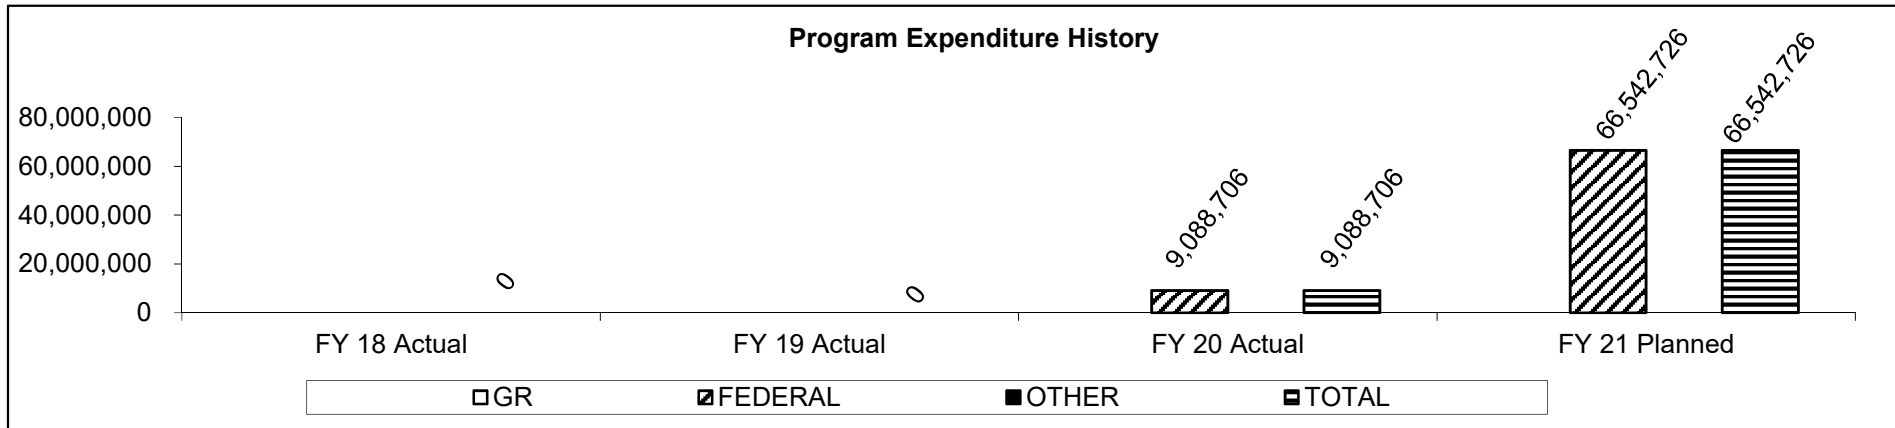 Program Expenditure History
66,542,726
66,542,726
80,000,000
60,000,000
9,088,706
9,088,706
40,000,000
20,000,000
0
0
0
FY 18 Actual
FY 19 Actual
FY 20 Actual
FY 21 Planned
GR
FEDERAL
OTHER
TOTAL